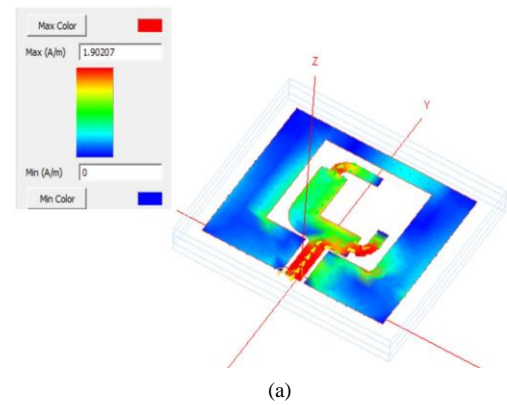 Max Color
Max (A/m) 1.90207
Min (A/m) 0
Min Color
Z
Y
(a)